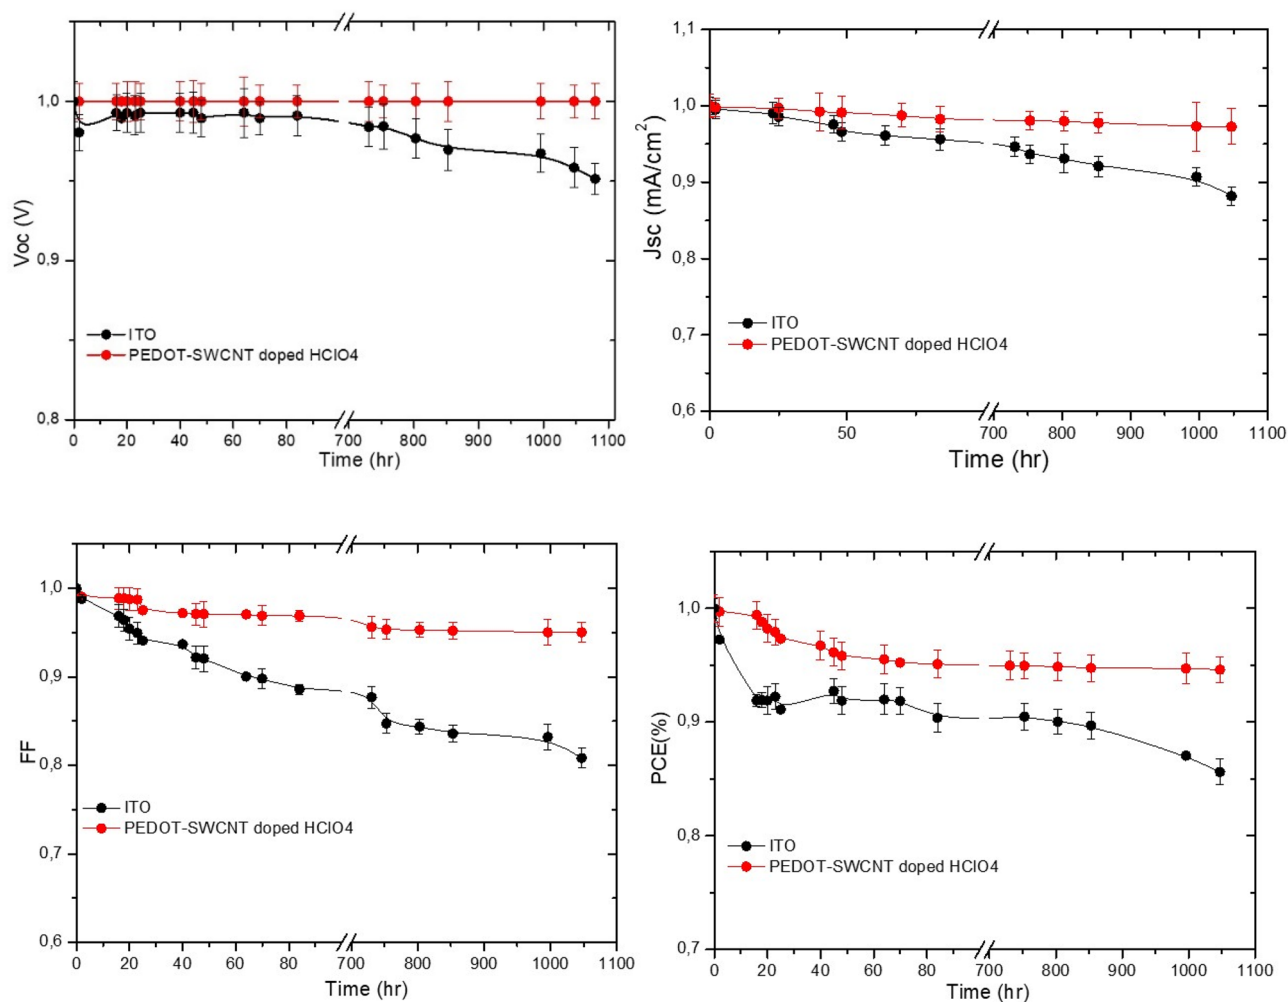 1,0
0,9
0,8
Voc (V)
ITO
PEDOT-SWCNT doped HClO4
0 20 40 60 80 700 800 900 1000 1100
Time (hr)
1,1
1,0
0,9
0,8
0,7
0,6
Jsc (mA/cm²)
ITO
PEDOT-SWCNT doped HClO4
0 50 700 800 900 1000 1100
Time (hr)
1,0
0,9
0,8
0,7
0,6
FF
ITO
PEDOT-SWCNT doped HClO4
0 20 40 60 80 700 800 900 1000 1100
Time (hr)
1,0
0,9
0,8
0,7
PCE(%)
ITO
PEDOT-SWCNT doped HClO4
0 20 40 60 80 700 800 900 1000 1100
Time (hr)